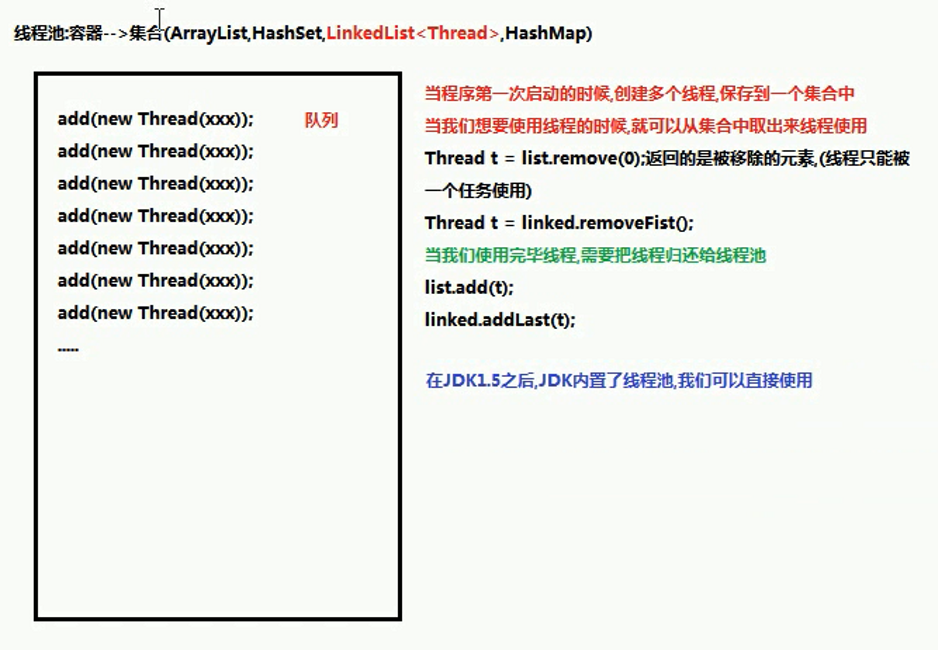 线程池:容器-->集合(ArrayList,HashSet,LinkedList<Thread>,HashMap)
add(new Thread(xxx)); 队列
add(new Thread(xxx));
add(new Thread(xxx));
add(new Thread(xxx));
add(new Thread(xxx));
add(new Thread(xxx));
add(new Thread(xxx));
.....
当程序第一次启动的时候,创建多个线程,保存到一个集合中
当我们想要使用线程的时候,就可以从集合中取出来线程使用
Thread t = list.remove(0);返回的是被移除的元素,(线程只能被
一个任务使用)
Thread t = linked.removeFist();
当我们使用完毕线程,需要把线程归还给线程池
list.add(t);
linked.addLast(t);
在JDK1.5之后,JDK内置了线程池,我们可以直接使用